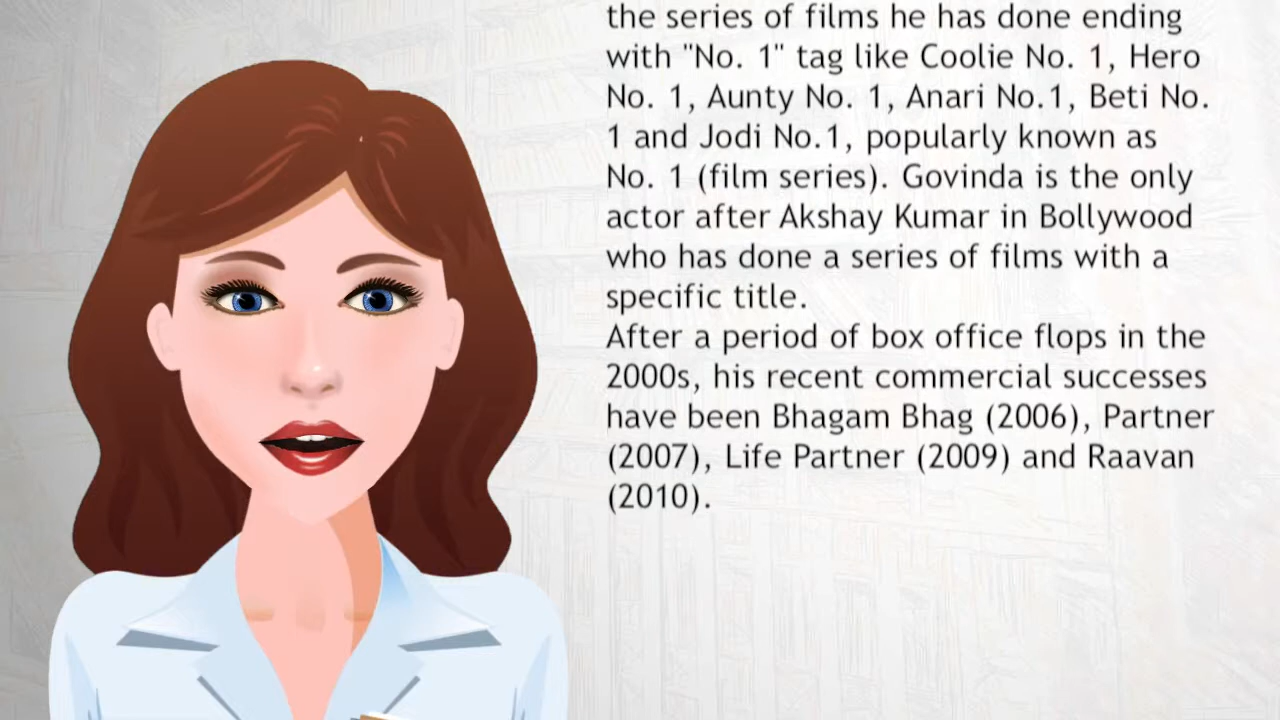 the series of films he has done ending
with "No. 1" tag like Coolie No. 1, Hero
No. 1, Aunty No. 1, Anari No.1, Beti No.
1 and Jodi No.1, popularly known as
No. 1 (film series). Govinda is the only
actor after Akshay Kumar in Bollywood
who has done a series of films with a
specific title.
After a period of box office flops in the
2000s, his recent commercial successes
have been Bhagam Bhag (2006), Partner
(2007), Life Partner (2009) and Raavan
(2010).